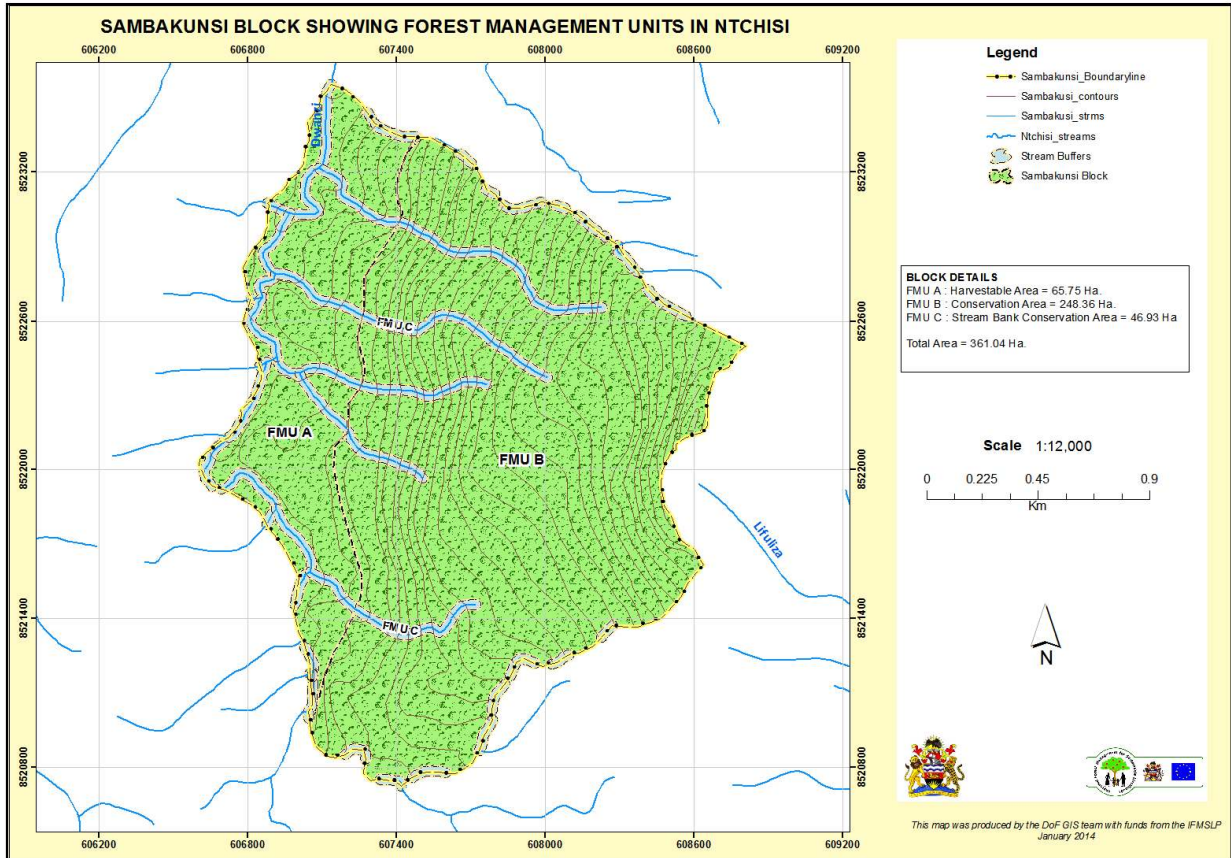 SAMBAKUNSI BLOCK SHOWING FOREST MANAGEMENT UNITS IN NTCHISI
606200 606800 607400 608000 608600 609200
8523200 8523200
8522600 8522600
8522000 8522000
8521400 8521400
8520800 8520800
606200 606800 607400 608000 608600 609200
Dwangi
FMU C
FMU A
FMU B
FMU C
Lifuliza
Legend
Sambakunsi_Boundaryline
Sambakusi_contours
Sambakusi_strms
Ntchisi_streams
Stream Buffers
Sambakunsi Block
BLOCK DETAILS
FMU A : Harvestable Area = 65.75 Ha.
FMU B : Conservation Area = 248.36 Ha.
FMU C : Stream Bank Conservation Area = 46.93 Ha
Total Area = 361.04 Ha.
Scale 1:12,000
0 0.225 0.45 0.9
Km
N
This map was produced by the DoF GIS team with funds from the IFMSLP
January 2014